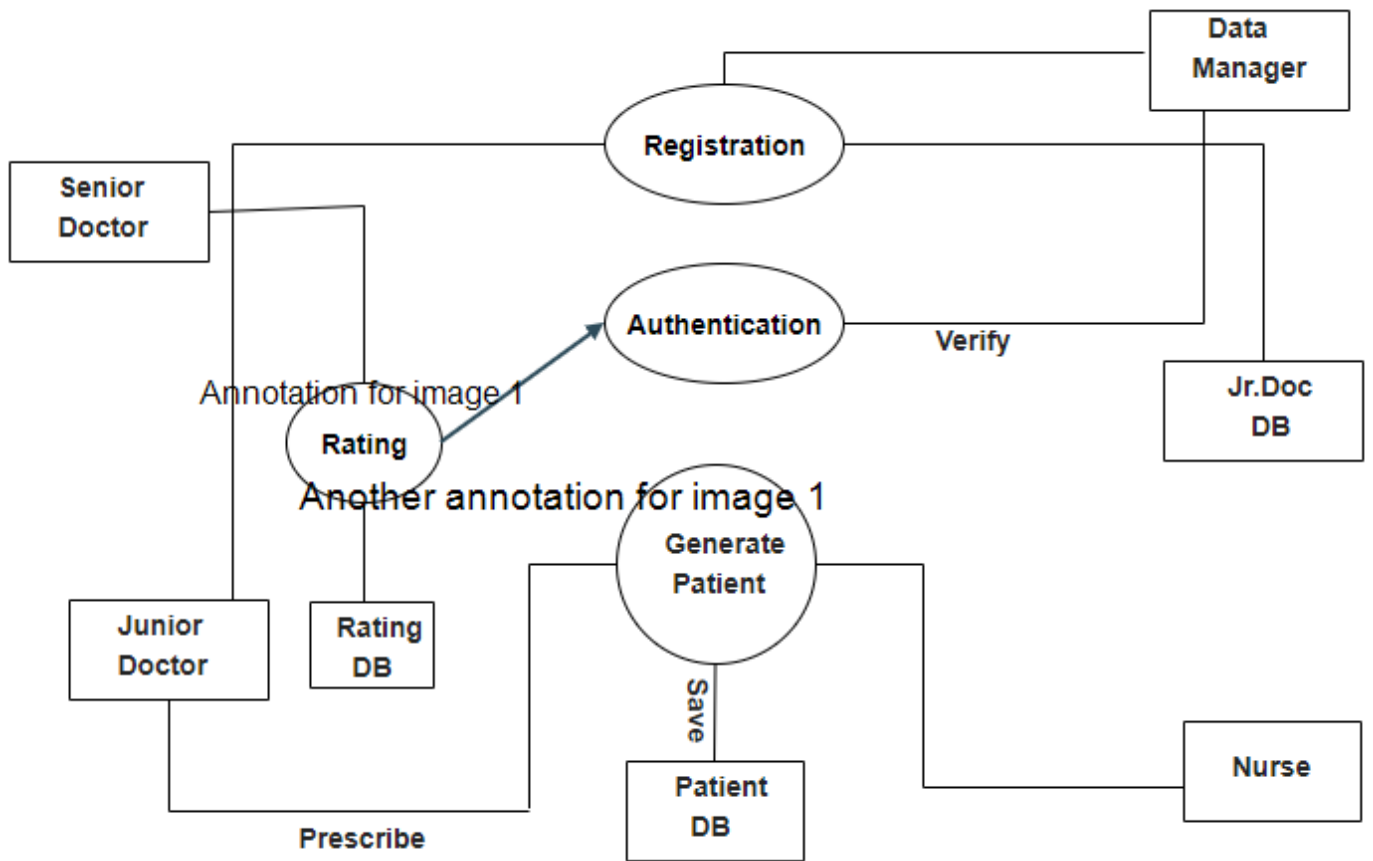 Data
Manager
Registration
Senior
Doctor
Authentication
Verify
Annotation for image 1
Jr.Doc
DB
Rating
Another annotation for image 1
Generate
Patient
Junior
Doctor
Rating
DB
Save
Nurse
Patient
DB
Prescribe